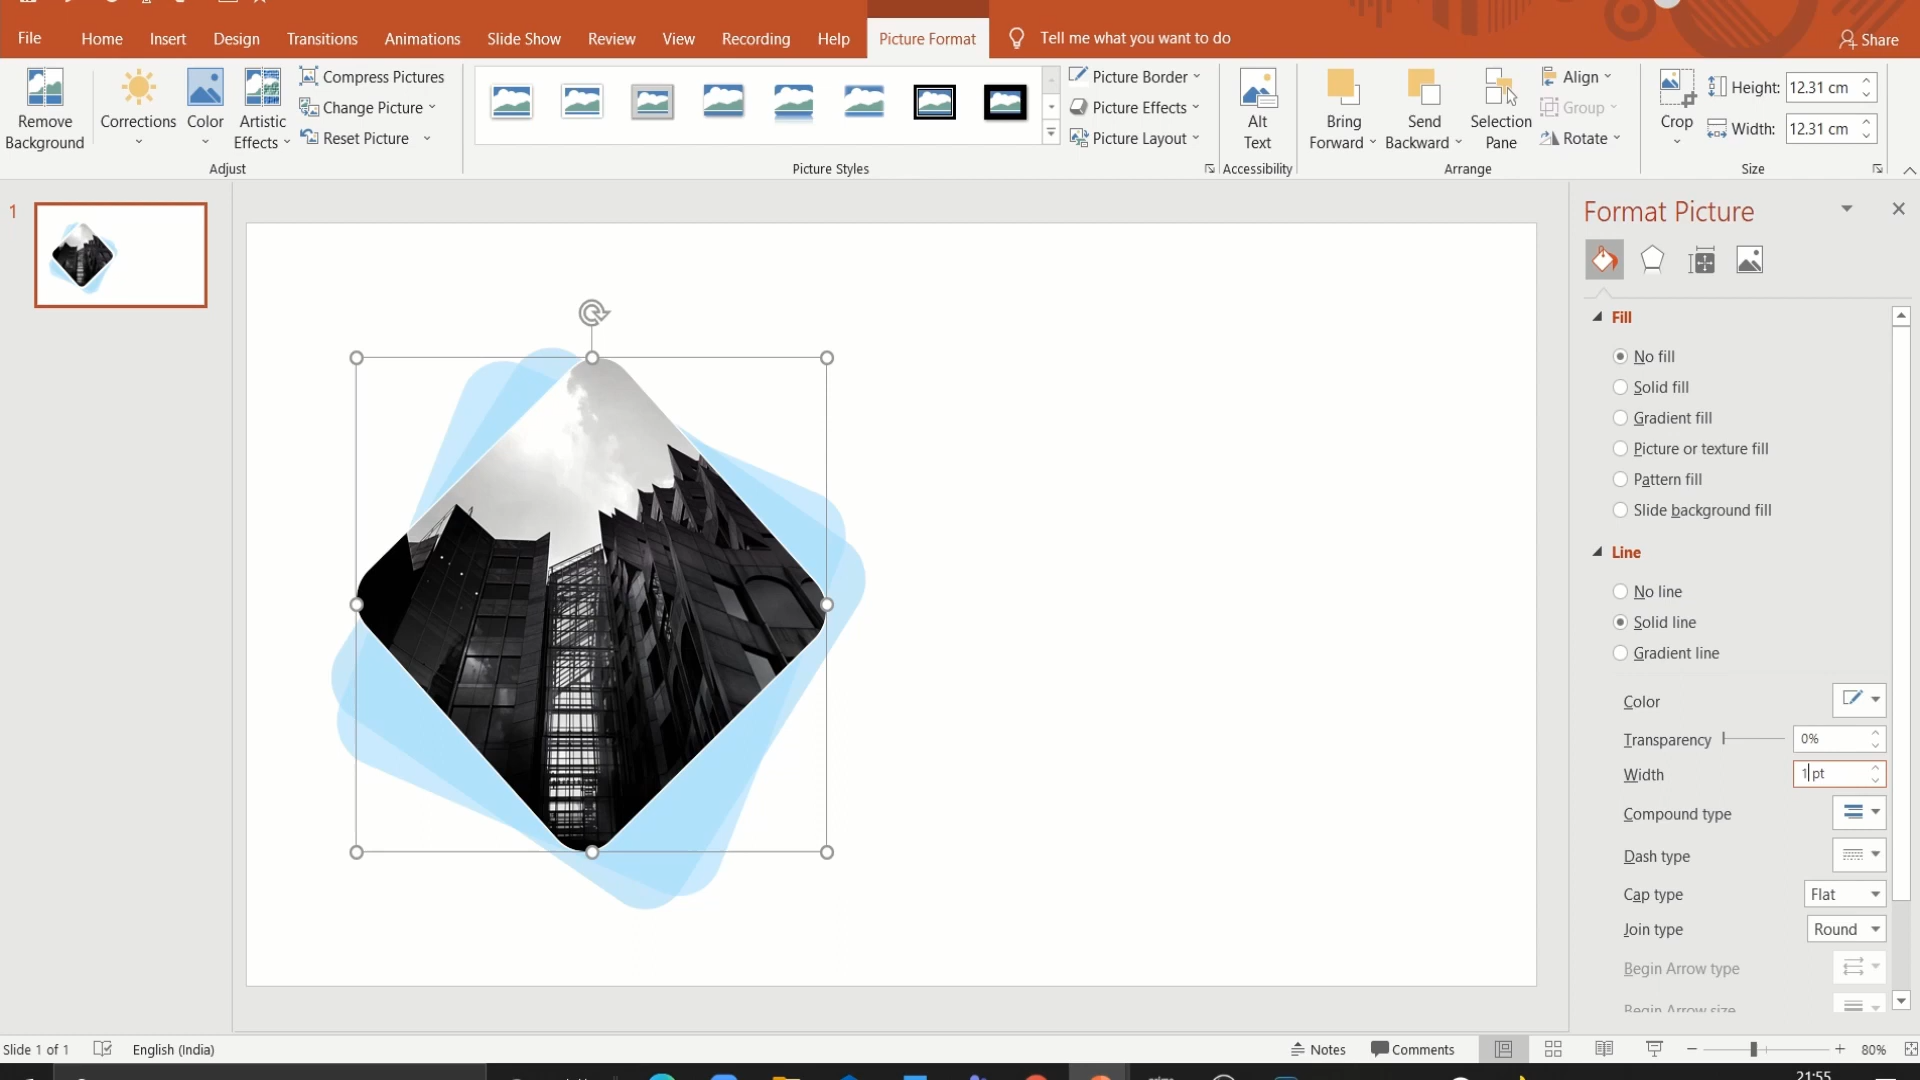 File
Home
Insert
Design
Transitions
Animations
Slide Show
Review
View
Recording
Help
Picture Format
Tell me what you want to do
Share
Remove
Background
Corrections
Color
Artistic
Effects
Compress Pictures
Change Picture
Reset Picture
Adjust
Picture Styles
Picture Border
Picture Effects
Picture Layout
Alt
Text
Accessibility
Bring
Forward
Send
Backward
Selection
Pane
Align
Group
Rotate
Arrange
Crop
Height: 12.31 cm
Width: 12.31 cm
Size
1
Format Picture
Fill
No fill
Solid fill
Gradient fill
Picture or texture fill
Pattern fill
Slide background fill
Line
No line
Solid line
Gradient line
Color
Transparency 0%
Width 1 pt
Compound type
Dash type
Cap type Flat
Join type Round
Begin Arrow type
Begin Arrow size
Slide 1 of 1
English (India)
Notes
Comments
80%
21:55